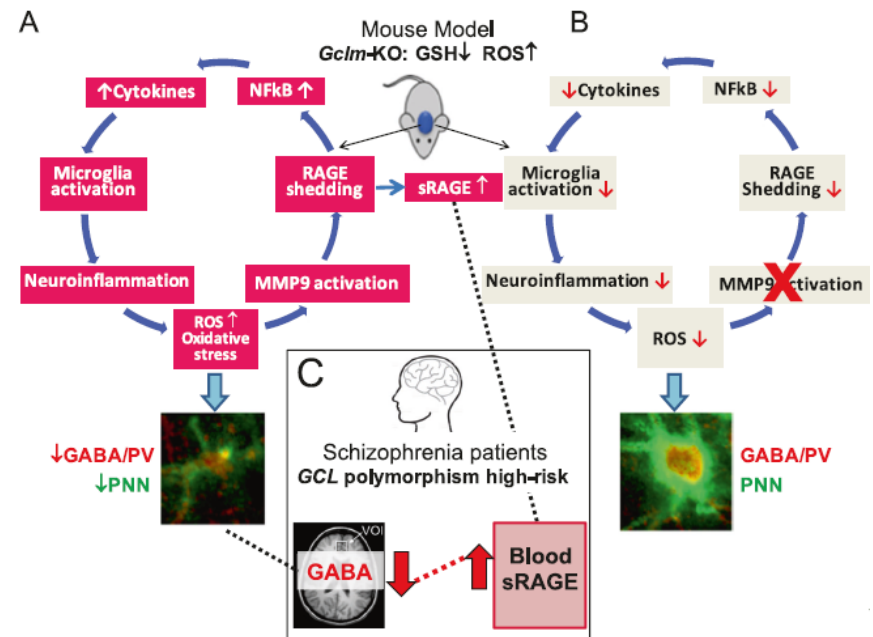 A
Mouse Model
Gclm-KO: GSH↓ ROS↑
↑Cytokines
NFkB ↑
Microglia
activation
RAGE
shedding
sRAGE ↑
Neuroinflammation
MMP9 activation
ROS ↑
Oxidative
stress
↓GABA/PV
↓PNN
B
↓Cytokines
NFkB ↓
Microglia
activation ↓
RAGE
Shedding ↓
Neuroinflammation ↓
MMP9 activation
ROS ↓
GABA/PV
PNN
C
Schizophrenia patients
GCL polymorphism high-risk
VOI
GABA
Blood
sRAGE